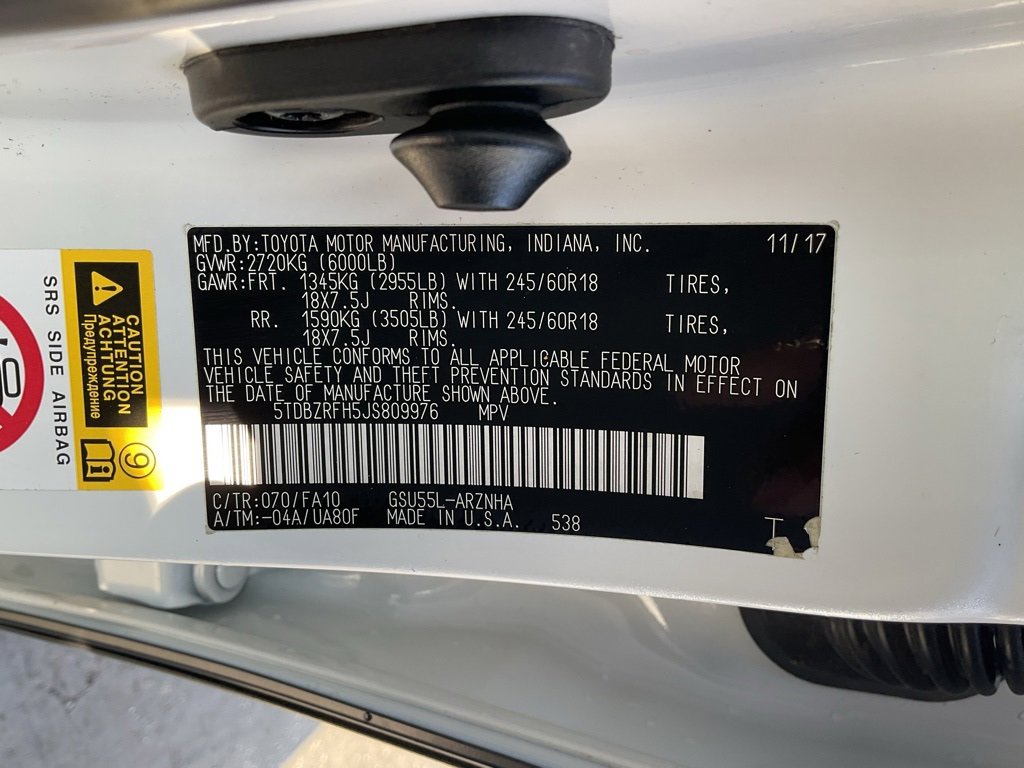 MFD.BY:TOYOTA MOTOR MANUFACTURING, INDIANA, INC. 11/17
GVWR:2720KG (6000LB)
GAWR:FRT. 1345KG (2955LB) WITH 245/60R18 TIRES,
18X7.5J RIMS.
RR. 1590KG (3505LB) WITH 245/60R18 TIRES,
18X7.5J RIMS.
THIS VEHICLE CONFORMS TO ALL APPLICABLE FEDERAL MOTOR
VEHICLE SAFETY AND THEFT PREVENTION STANDARDS IN EFFECT ON
THE DATE OF MANUFACTURE SHOWN ABOVE.
5TDBZRFH5JS809976 MPV
C/TR:070/FA10 GSU55L-ARZNHA
A/TM:-04A/UA80F MADE IN U.S.A. 538
SRS SIDE AIRBAG
CAUTION
ATTENTION
ACHTUNG
Предупреждение
9